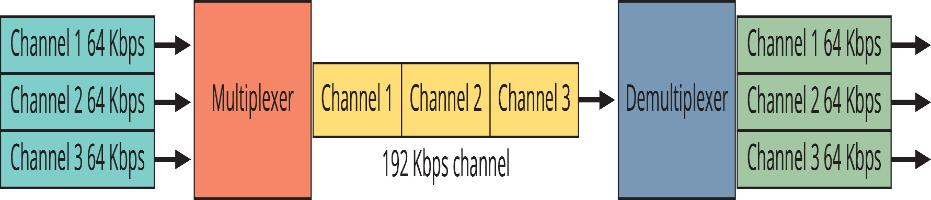 Channel 1 64 Kbps
Channel 2 64 Kbps
Channel 3 64 Kbps
Multiplexer
Channel 1
Channel 2
Channel 3
192 Kbps channel
Demultiplexer
Channel 1 64 Kbps
Channel 2 64 Kbps
Channel 3 64 Kbps